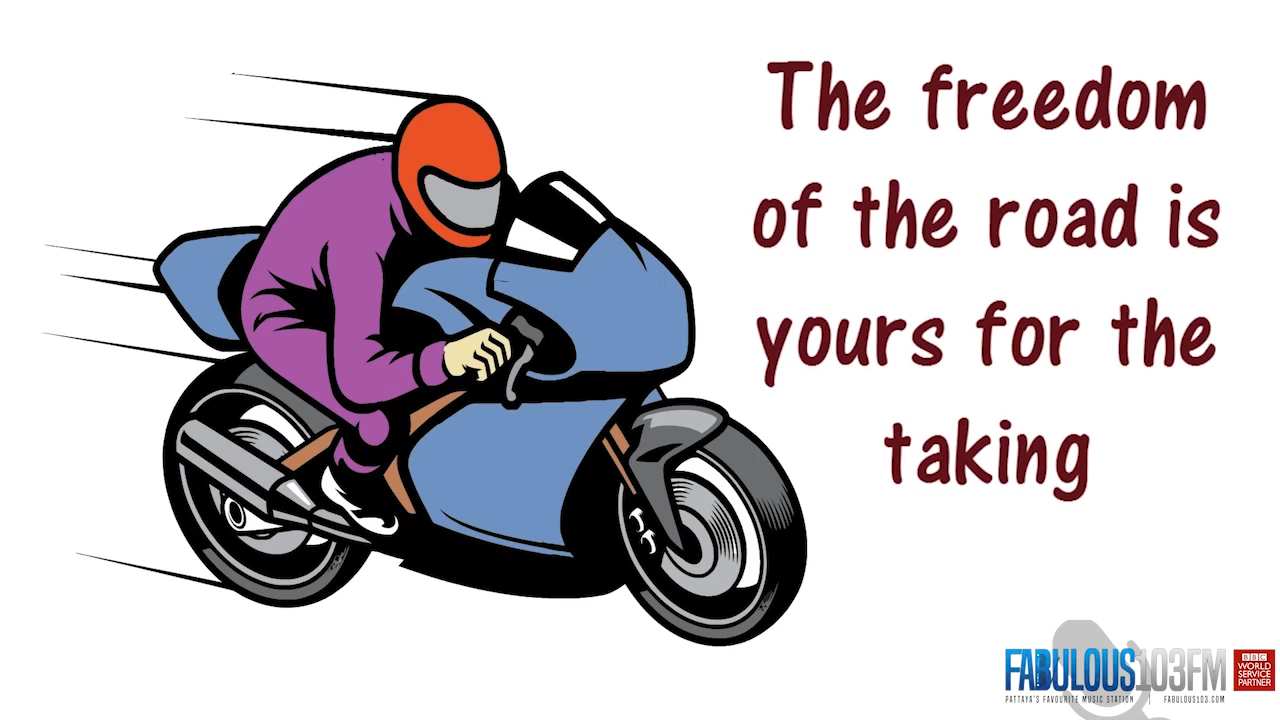 The freedom
of the road is
yours for the
taking
FABULOUS103FM
PATTAYA'S FAVOURITE MUSIC STATION
FABULOUS103.COM
BBC
WORLD
SERVICE
PARTNER